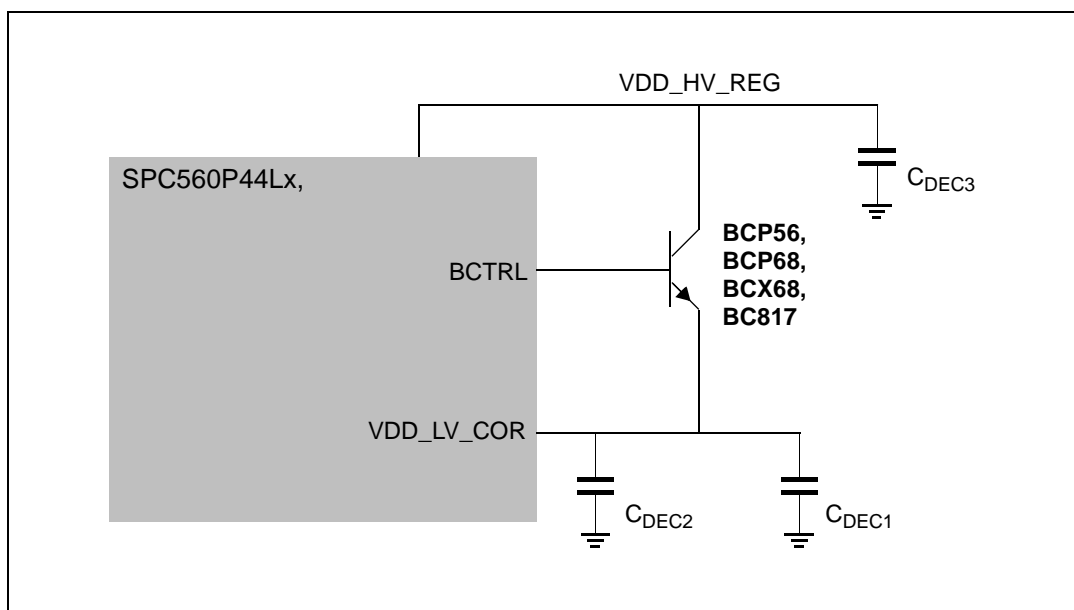 VDD_HV_REG
SPC560P44Lx,
CDEC3
BCP56,
BCP68,
BCX68,
BC817
BCTRL
VDD_LV_COR
CDEC2
CDEC1